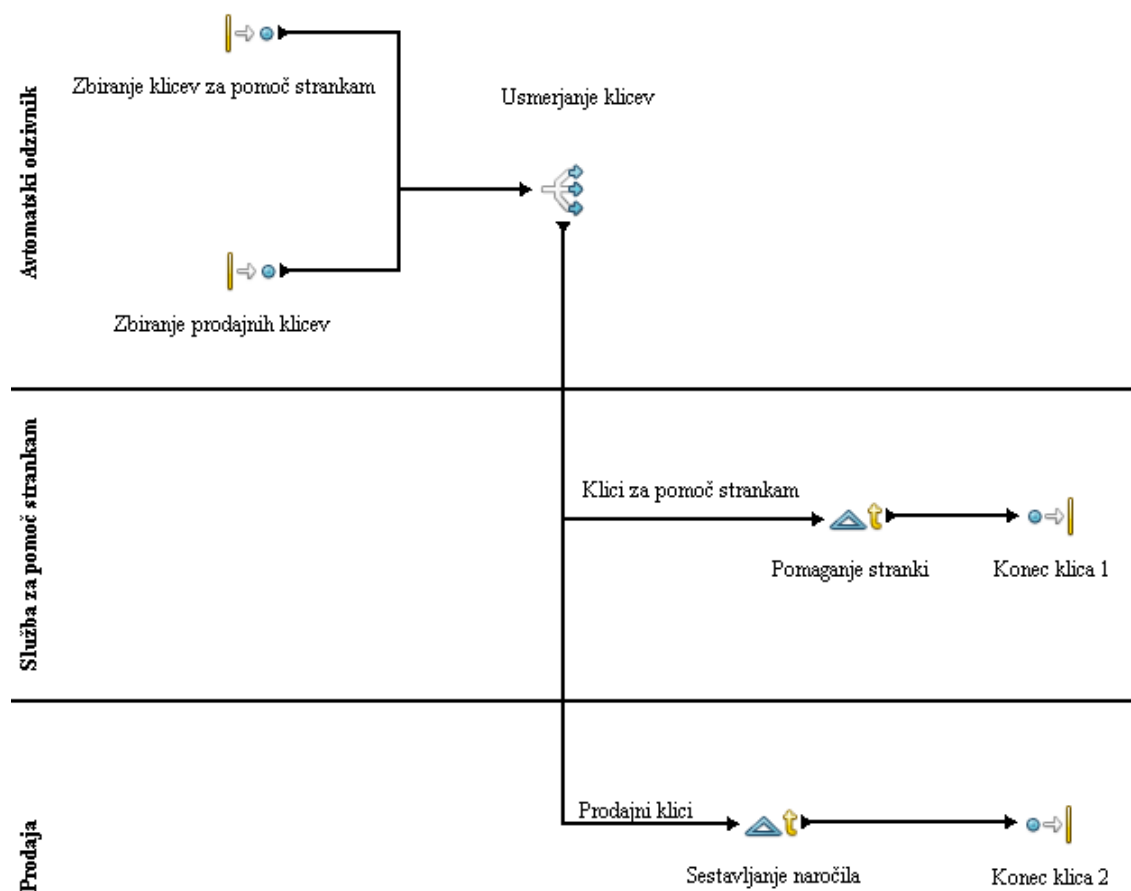 Avtomatski odzivnik
Zbiranje klicev za pomoč strankam
Usmerjanje klicev
Zbiranje prodajnih klicev
Služba za pomoč strankam
Klici za pomoč strankam
Pomaganje stranki
Konec klica 1
Prodaja
Prodajni klici
Sestavljanje naročila
Konec klica 2